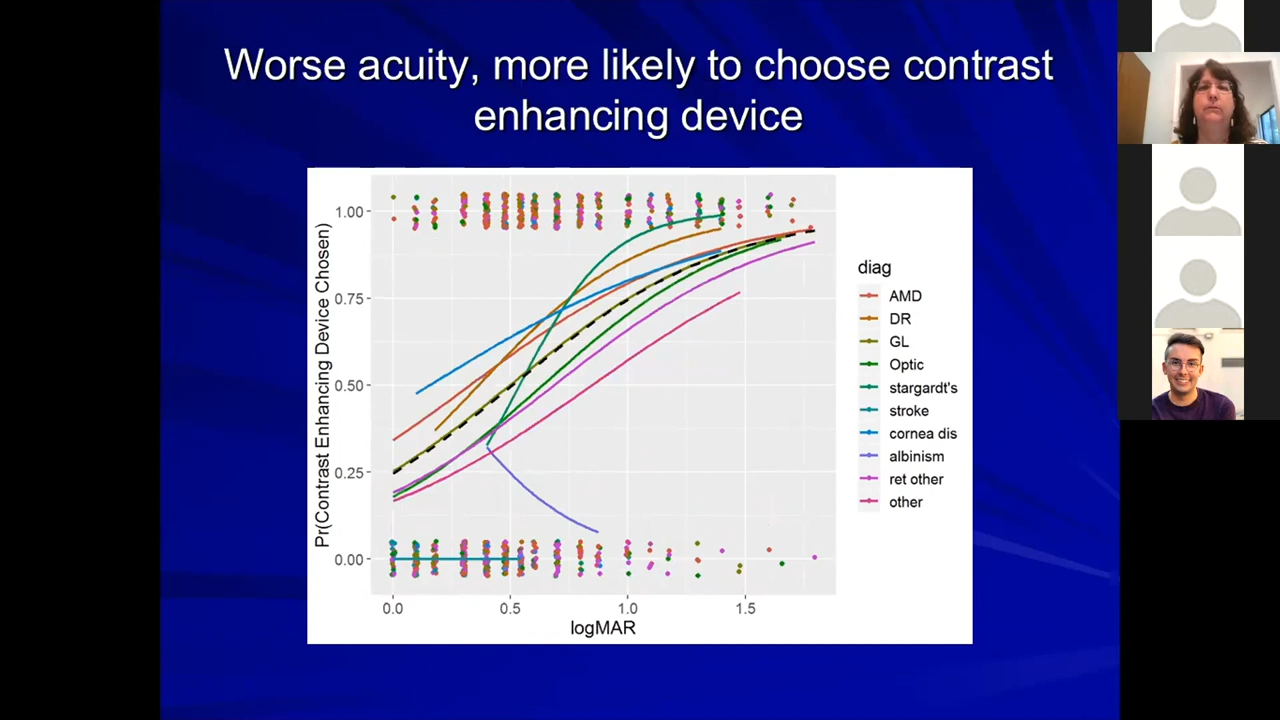 Worse acuity, more likely to choose contrast
enhancing device
Pr(Contrast Enhancing Device Chosen)
1.00
0.75
0.50
0.25
0.00
0.0
0.5
1.0
1.5
logMAR
diag
AMD
DR
GL
Optic
stargardt's
stroke
cornea dis
albinism
ret other
other